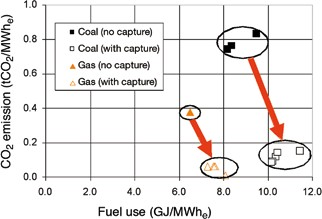 ■ Coal (no capture)
□ Coal (with capture)
▲ Gas (no capture)
△ Gas (with capture)
CO₂ emission (tCO₂/MWhₑ)
1.0
0.8
0.6
0.4
0.2
0.0
0.0 2.0 4.0 6.0 8.0 10.0 12.0
Fuel use (GJ/MWhₑ)